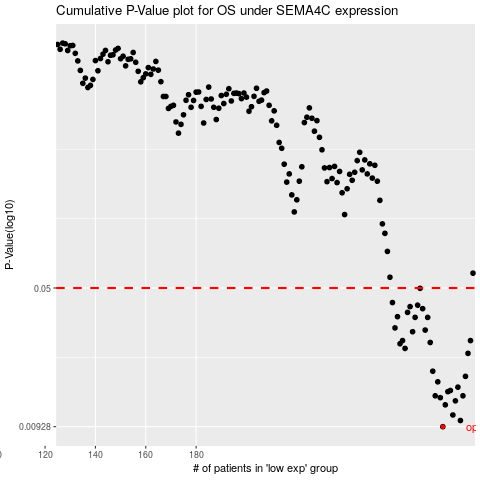 Cumulative P-Value plot for OS under SEMA4C expression
P-Value(log10)
0.05
0.00928
op
0 120 140 160 180
# of patients in 'low exp' group